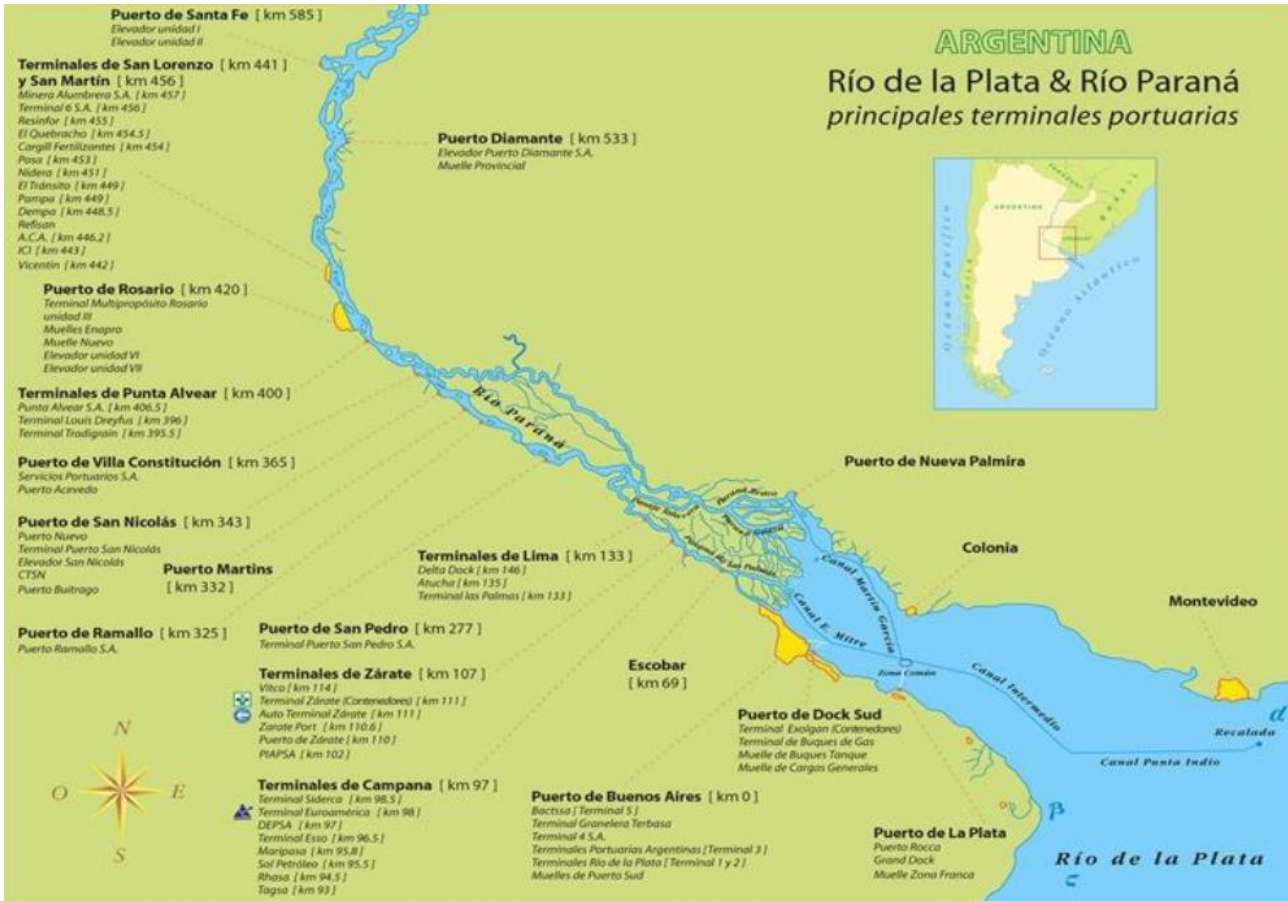 ARGENTINA
Río de la Plata & Río Paraná
principales terminales portuarias
Puerto de Santa Fe [ km 585 ]
Elevador unidad I
Elevador unidad II
Terminales de San Lorenzo [ km 441 ]
y San Martín [ km 456 ]
Minera Alumbrera S.A. [ km 457 ]
Terminal 6 S.A. [ km 456 ]
Resinfor [ km 455 ]
El Quebracho [ km 454.5 ]
Cargill Fertilizantes [ km 454 ]
Pasa [ km 453 ]
Nidera [ km 451 ]
El Tránsito [ km 449 ]
Pampa [ km 449 ]
Dempa [ km 448,5 ]
Refisan
A.C.A. [ km 446.2 ]
ICI [ km 443 ]
Vicentín [ km 442 ]
Puerto Diamante [ km 533 ]
Elevador Puerto Diamante S.A.
Muelle Provincial
Puerto de Rosario [ km 420 ]
Terminal Multipropósito Rosario
unidad III
Muelles Enapro
Muelle Nuevo
Elevador unidad VI
Elevador unidad VII
Terminales de Punta Alvear [ km 400 ]
Punta Alvear S.A. [ km 406,5 ]
Terminal Louis Dreyfus [ km 396 ]
Terminal Tradigrain [ km 395.5 ]
Puerto de Villa Constitución [ km 365 ]
Servicios Portuarios S.A.
Puerto Acevedo
Puerto de San Nicolás [ km 343 ]
Puerto Nuevo
Terminal Puerto San Nicolás
Elevador San Nicolás
CTSN
Puerto Buitrago
Puerto Martins
[ km 332 ]
Puerto de Ramallo [ km 325 ]
Puerto Ramallo S.A.
Terminales de Lima [ km 133 ]
Delta Dock [ km 146 ]
Atucha [ km 135 ]
Terminal las Palmas [ km 133 ]
Puerto de San Pedro [ km 277 ]
Terminal Puerto San Pedro S.A.
Terminales de Zárate [ km 107 ]
Vitco [ km 114 ]
Terminal Zárate (Contenedores) [ km 111 ]
Auto Terminal Zárate [ km 111 ]
Zarate Port [ km 110.6 ]
Puerto de Zárate [ km 110 ]
PIAPSA [ km 102 ]
Terminales de Campana [ km 97 ]
Terminal Siderca [ km 98,5 ]
Terminal Euroamérica [ km 98 ]
DEPSA [ km 97 ]
Terminal Esso [ km 96.5 ]
Maripasa [ km 95.8 ]
Sol Petróleo [ km 95.5 ]
Rhasa [ km 94.5 ]
Tagsa [ km 93 ]
Escobar
[ km 69 ]
Puerto de Buenos Aires [ km 0 ]
Bactssa [ Terminal 5 ]
Terminal Granelera Terbasa
Terminal 4 S.A.
Terminales Portuarias Argentinas [ Terminal 3 ]
Terminales Río de la Plata [ Terminal 1 y 2 ]
Muelles de Puerto Sud
Puerto de Dock Sud
Terminal Exolgan (Contenedores)
Terminal de Buques de Gas
Muelle de Buques Tanque
Muelle de Cargas Generales
Puerto de La Plata
Puerto Rocca
Grand Dock
Muelle Zona Franca
Puerto de Nueva Palmira
Colonia
Montevideo
Recalada
Río Paraná
Paraná Bravo
Paraná Guazú
Pasaje Talavera
Paraná de las Palmas
Canal Martín García
Canal E. Mitre
Zona Común
Canal Intermedio
Canal Punta Indio
Río de la Plata
α
β
ς
N
O
E
S
Océano Pacífico
CHILE
ARGENTINA
BRASIL
Océano Atlántico